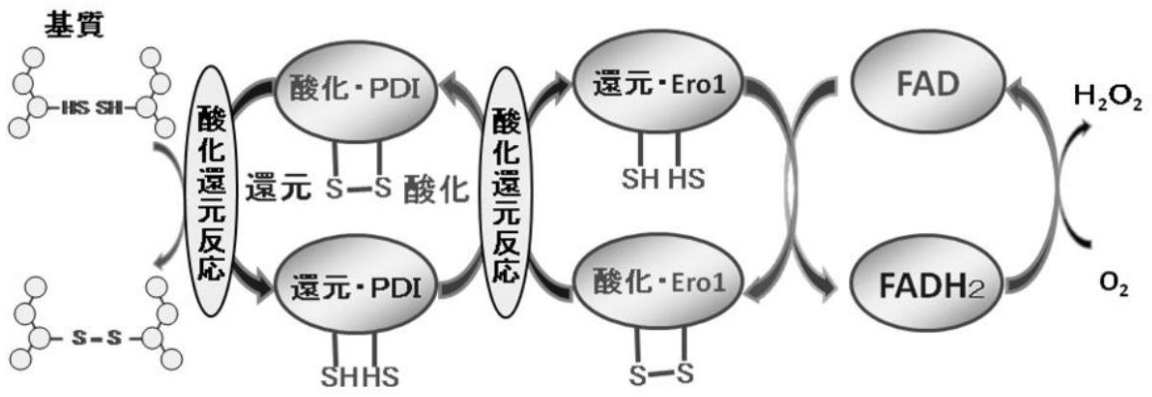 基質
HS SH
S-S
酸化還元反応
酸化・PDI
還元 S-S 酸化
還元・PDI
SHHS
酸化還元反応
還元・Ero1
SH HS
酸化・Ero1
S-S
FAD
FADH2
H2O2
O2